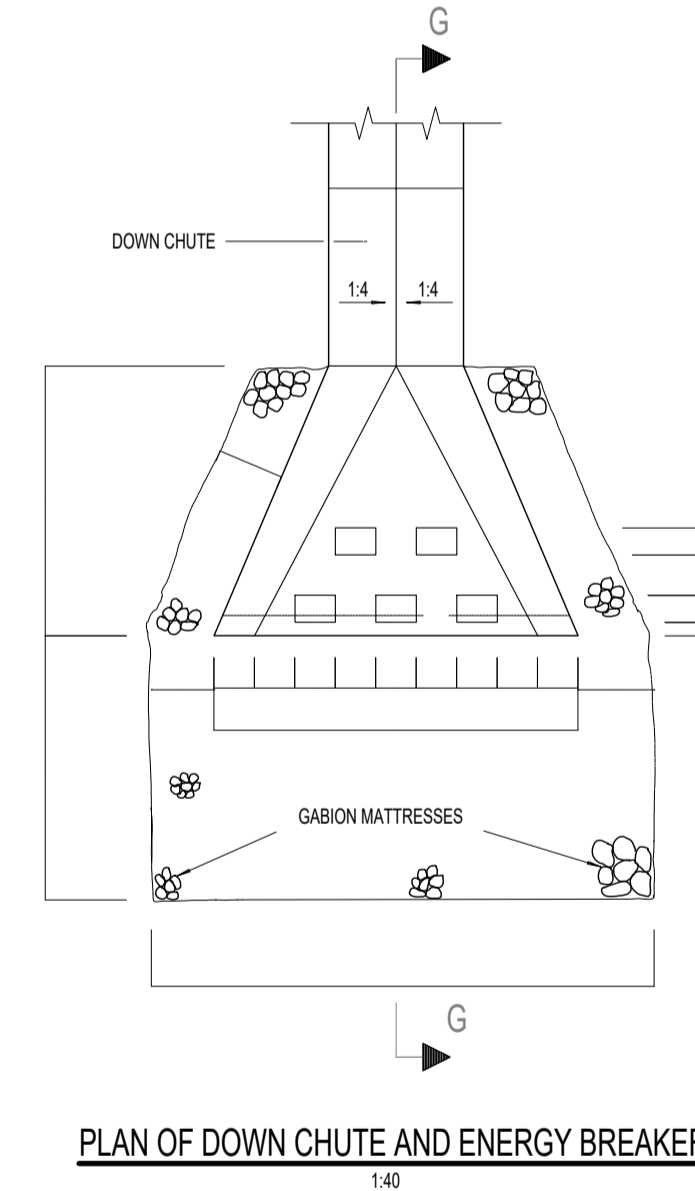 G
DOWN CHUTE
1:4 1:4
GABION MATTRESSES
G
PLAN OF DOWN CHUTE AND ENERGY BREAKER
1:40